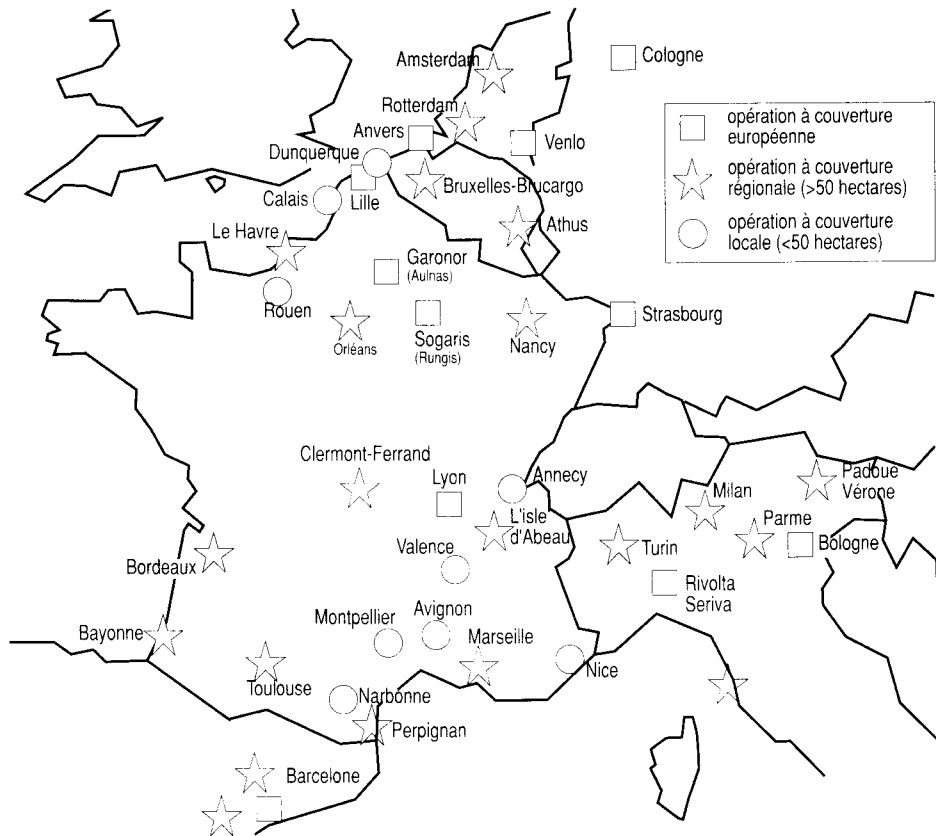 Amsterdam
Cologne
Rotterdam
Anvers
Venlo
Dunquerque
Lille
Bruxelles-Brucargo
Calais
Athus
Le Havre
Garonor
(Aulnas)
Rouen
Orléans
Sogaris
(Rungis)
Nancy
Strasbourg
opération à couverture
européenne
opération à couverture
régionale (>50 hectares)
opération à couverture
locale (<50 hectares)
Clermont-Ferrand
Lyon
Annecy
L'isle
d'Abeau
Milan
Padoue
Vérone
Parme
Bologne
Turin
Rivolta
Seriva
Valence
Bordeaux
Montpellier
Avignon
Marseille
Nice
Bayonne
Toulouse
Narbonne
Perpignan
Barcelone